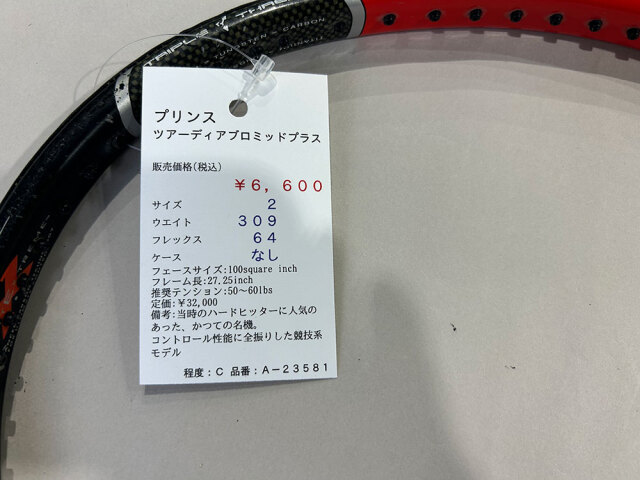 TRIPLE THREAT
TUNGSTEN CARBON
TITANIUM
プリンス
ツアーディアブロミッドプラス
販売価格(税込)
￥6,600
サイズ 2
ウエイト 309
フレックス 64
ケース なし
フェースサイズ:100square inch
フレーム長:27.25inch
推奨テンション:50～60lbs
定価:￥32,000
備考:当時のハードヒッターに人気の
あった、かつての名機。
コントロール性能に全振りした競技系
モデル
程度:C 品番:A－23581